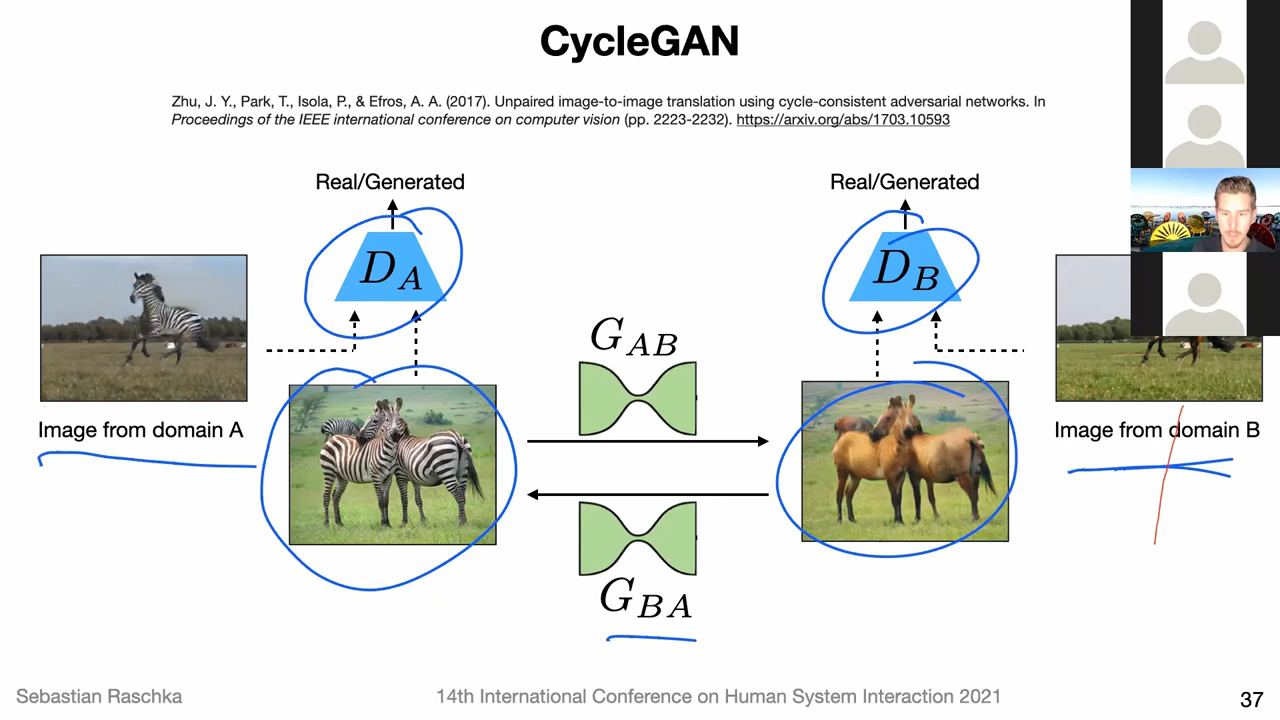 CycleGAN
Zhu, J. Y., Park, T., Isola, P., & Efros, A. A. (2017). Unpaired image-to-image translation using cycle-consistent adversarial networks. In
Proceedings of the IEEE international conference on computer vision (pp. 2223-2232). https://arxiv.org/abs/1703.10593
Real/Generated
Real/Generated
D_A
D_B
G_AB
Image from domain A
Image from domain B
G_BA
Sebastian Raschka
14th International Conference on Human System Interaction 2021
37